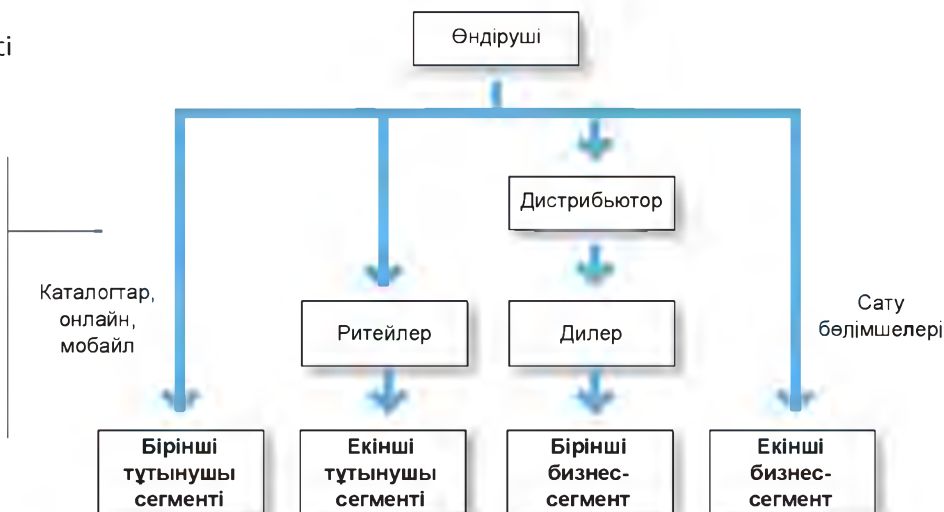 Өндіруші
Дистрибьютор
Каталогтар,
онлайн,
мобайл
Ритейлер
Дилер
Сату
бөлімшелері
Бірінші
тұтынушы
сегменті
Екінші
тұтынушы
сегменті
Бірінші
бизнес-
сегмент
Екінші
бизнес-
сегмент